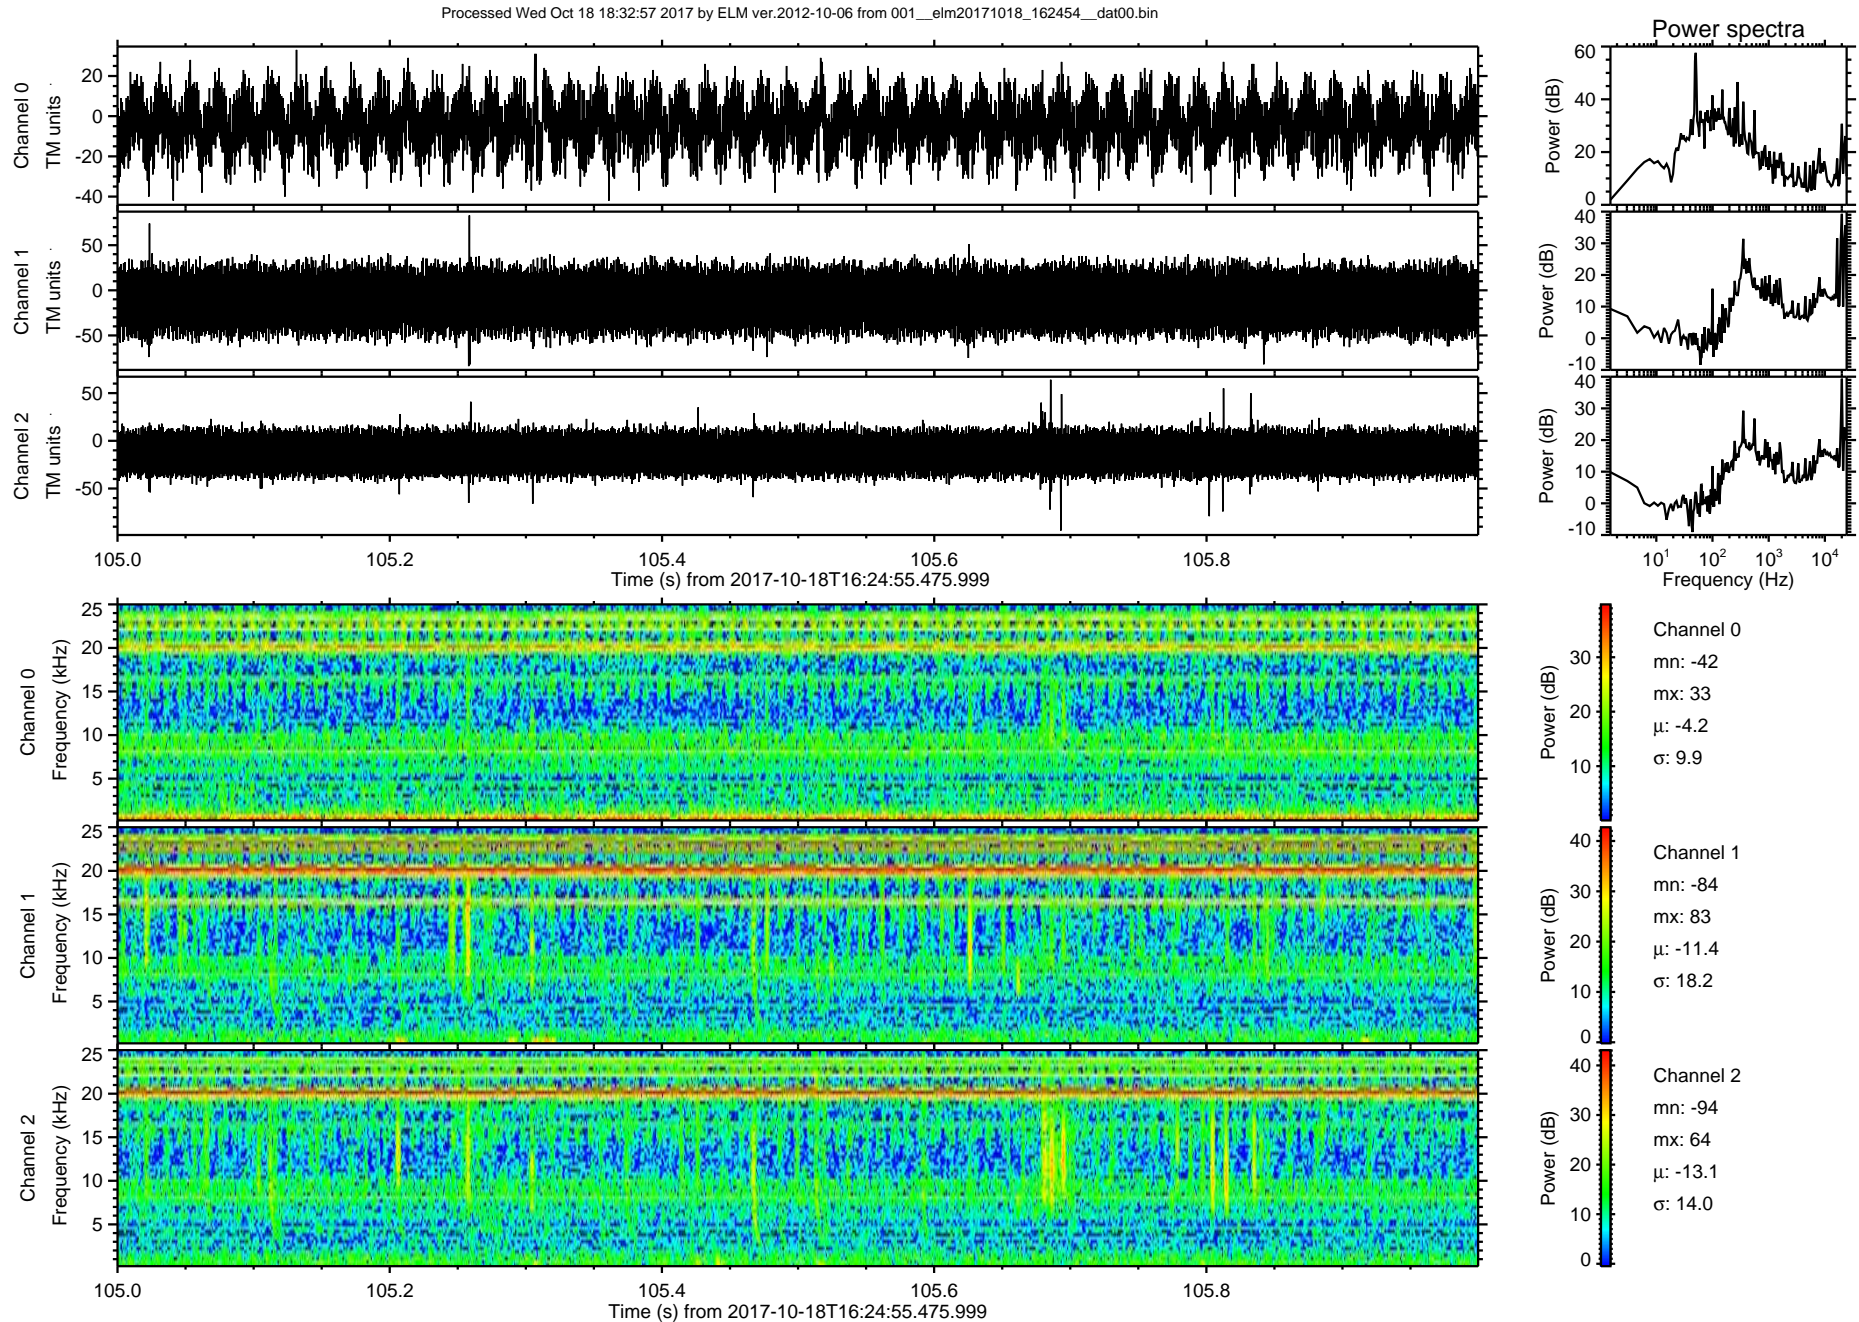 Processed Wed Oct 18 18:32:57 2017 by ELM ver.2012-10-06 from 001__elm20171018_162454__dat00.bin
Power spectra
Channel 0
TM units
20
0
-20
-40
Power (dB)
60
40
20
0
Channel 1
TM units
50
0
-50
Power (dB)
40
30
20
10
0
-10
Channel 2
TM units
50
0
-50
Power (dB)
40
30
20
10
0
-10
105.0 105.2 105.4 105.6 105.8
Time (s) from 2017-10-18T16:24:55.475.999
10¹ 10² 10³ 10⁴
Frequency (Hz)
Channel 0
Frequency (kHz)
25
20
15
10
5
Power (dB)
30
20
10
Channel 0
mn: -42
mx: 33
µ: -4.2
σ: 9.9
Channel 1
Frequency (kHz)
25
20
15
10
5
Power (dB)
40
30
20
10
0
Channel 1
mn: -84
mx: 83
µ: -11.4
σ: 18.2
Channel 2
Frequency (kHz)
25
20
15
10
5
Power (dB)
40
30
20
10
0
Channel 2
mn: -94
mx: 64
µ: -13.1
σ: 14.0
105.0 105.2 105.4 105.6 105.8
Time (s) from 2017-10-18T16:24:55.475.999